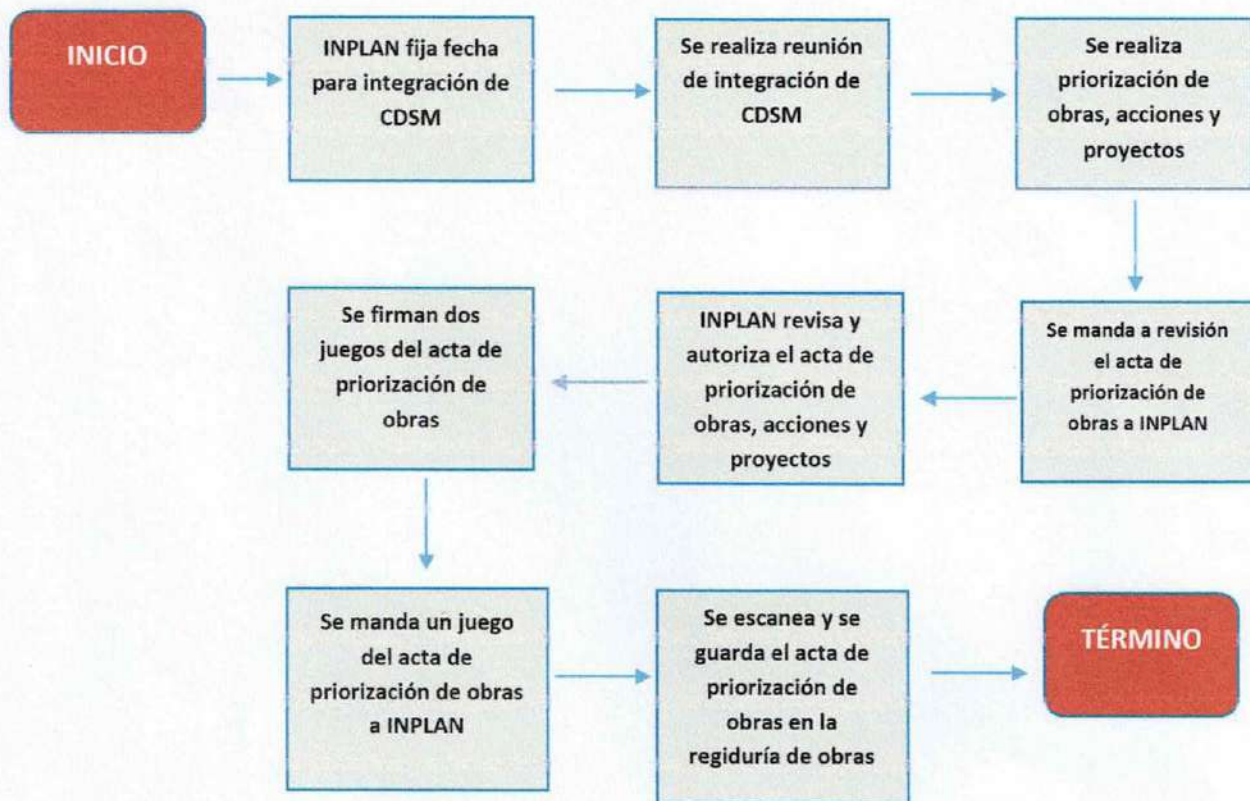 INICIO
INPLAN fija fecha
para integración de
CDSM
Se realiza reunión
de integración de
CDSM
Se realiza
priorización de
obras, acciones y
proyectos
Se manda a revisión
el acta de
priorización de
obras a INPLAN
INPLAN revisa y
autoriza el acta de
priorización de
obras, acciones y
proyectos
Se firman dos
juegos del acta de
priorización de
obras
Se manda un juego
del acta de
priorización de obras
a INPLAN
Se escanea y se
guarda el acta de
priorización de
obras en la
regiduría de obras
TÉRMINO